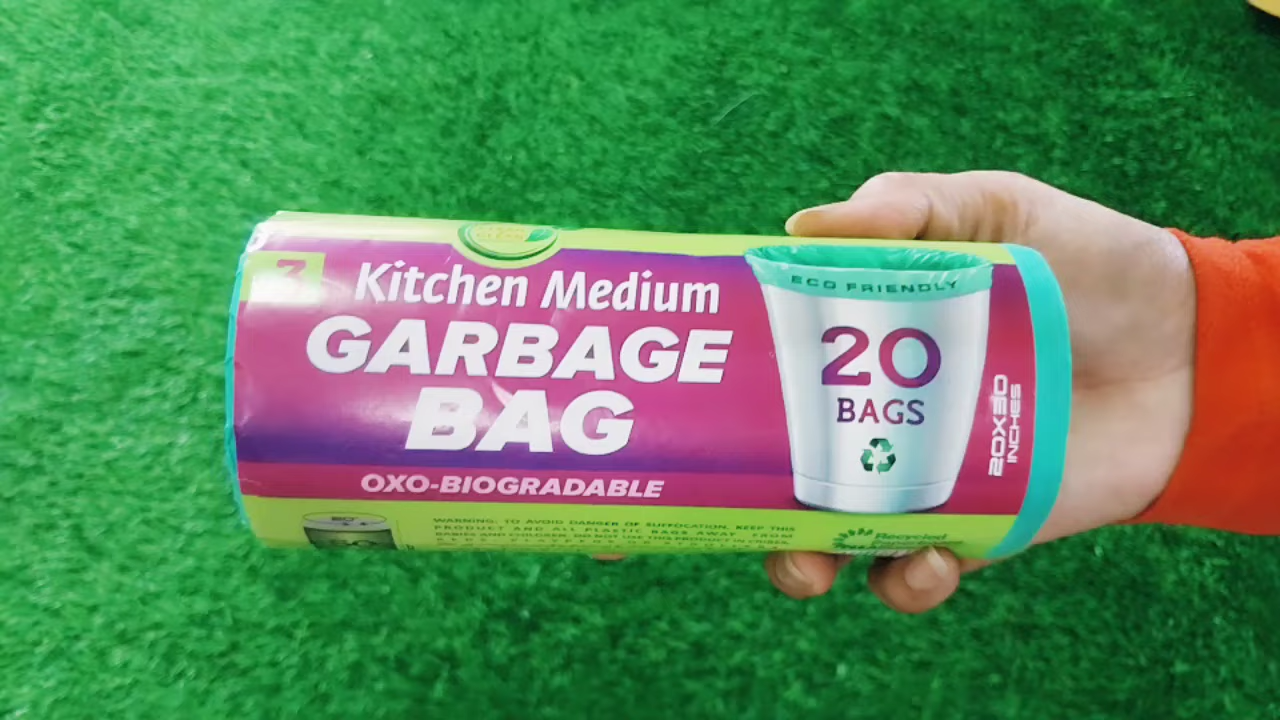 3
Kitchen Medium
GARBAGE
BAG
OXO-BIOGRADABLE
ECO FRIENDLY
20
BAGS
20X30
INCHES
WARNING: TO AVOID DANGER OF SUFFOCATION, KEEP THIS
PRODUCT AND ALL PLASTIC BAGS AWAY FROM
BABIES AND CHILDREN. DO NOT USE THIS PRODUCT IN CRIBS,
Recycled